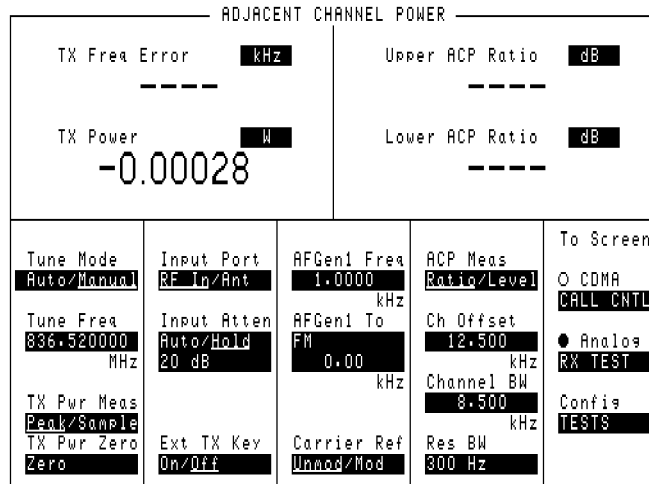 ADJACENT CHANNEL POWER
TX Freq Error kHz
----
Upper ACP Ratio dB
----
TX Power W
-0.00028
Lower ACP Ratio dB
----
Tune Mode
Auto/Manual
Tune Freq
836.520000
MHz
TX Pwr Meas
Peak/Sample
TX Pwr Zero
Zero
Input Port
RF In/Ant
Input Atten
Auto/Hold
20 dB
Ext TX Key
On/Off
AFGen1 Freq
1.0000
kHz
AFGen1 To
FM
0.00
kHz
Carrier Ref
Unmod/Mod
ACP Meas
Ratio/Level
Ch Offset
12.500
kHz
Channel BW
8.500
kHz
Res BW
300 Hz
To Screen
CDMA
CALL CNTL
Analog
RX TEST
Config
TESTS